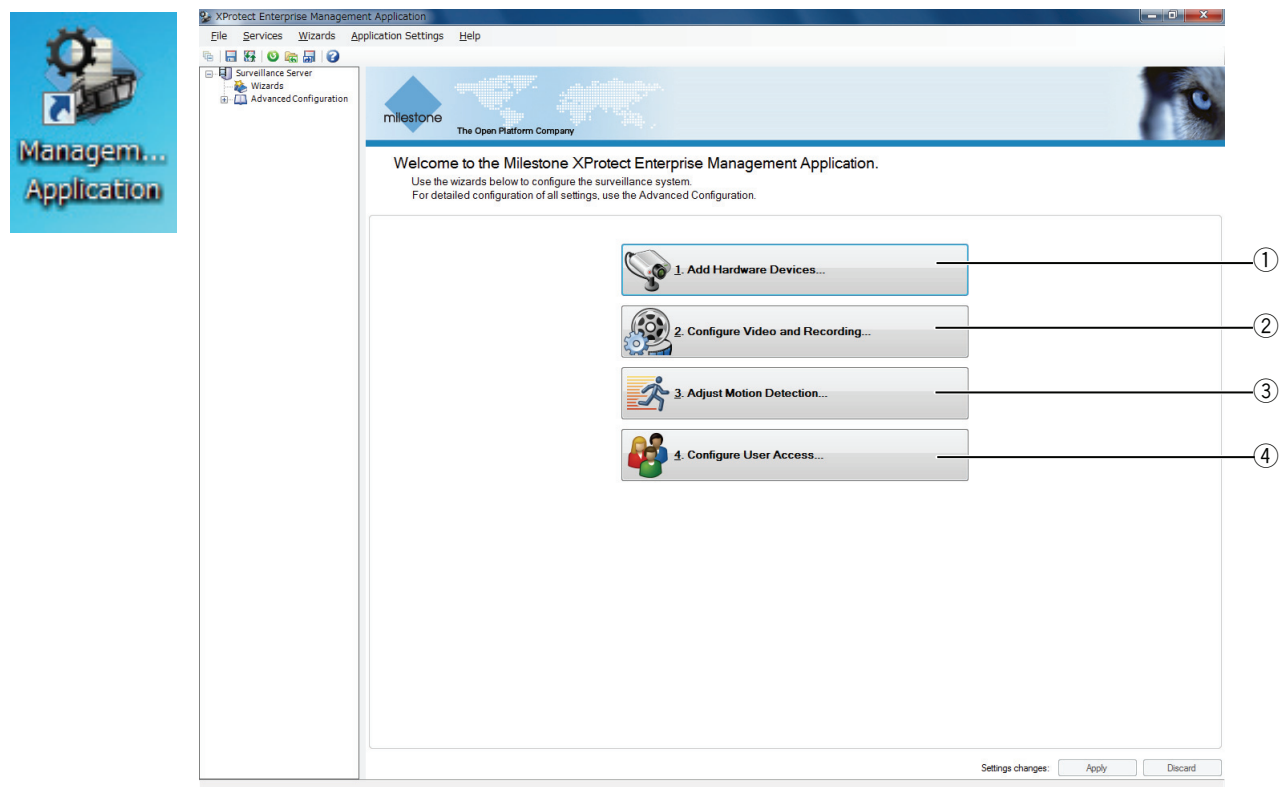 Managem...
Application
XProtect Enterprise Management Application
File Services Wizards Application Settings Help
Surveillance Server
Wizards
Advanced Configuration
milestone
The Open Platform Company
Welcome to the Milestone XProtect Enterprise Management Application.
Use the wizards below to configure the surveillance system.
For detailed configuration of all settings, use the Advanced Configuration.
1. Add Hardware Devices...
①
2. Configure Video and Recording...
②
3. Adjust Motion Detection...
③
4. Configure User Access...
④
Settings changes: Apply Discard